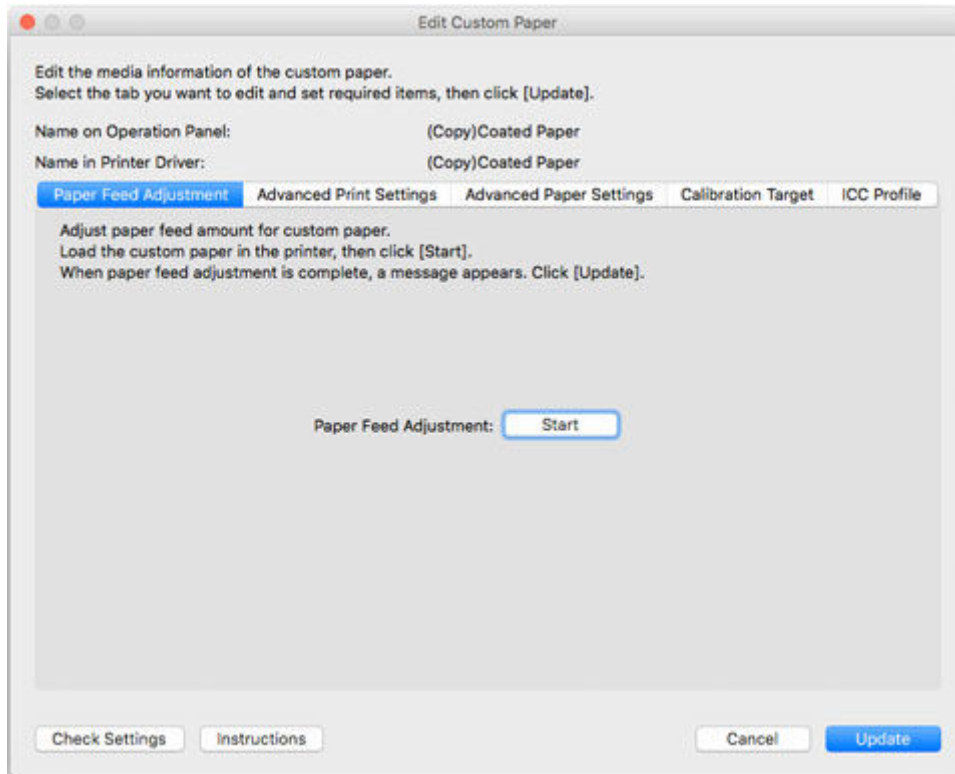 Edit Custom Paper
Edit the media information of the custom paper.
Select the tab you want to edit and set required items, then click [Update].
Name on Operation Panel: (Copy)Coated Paper
Name in Printer Driver: (Copy)Coated Paper
Paper Feed Adjustment Advanced Print Settings Advanced Paper Settings Calibration Target ICC Profile
Adjust paper feed amount for custom paper.
Load the custom paper in the printer, then click [Start].
When paper feed adjustment is complete, a message appears. Click [Update].
Paper Feed Adjustment: Start
Check Settings Instructions Cancel Update